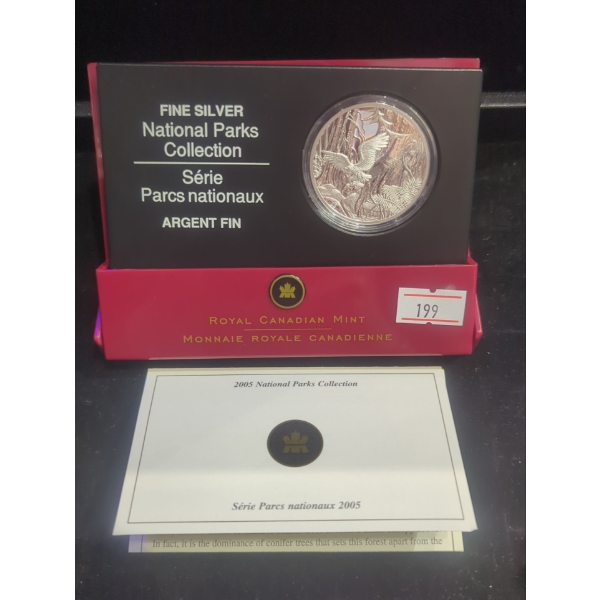 FINE SILVER
National Parks
Collection
Série
Parcs nationaux
ARGENT FIN
ROYAL CANADIAN MINT
MONNAIE ROYALE CANADIENNE
199
2005 National Parks Collection
Série Parcs nationaux 2005
In fact, it is the dominance of conifer trees that sets this forest apart from the